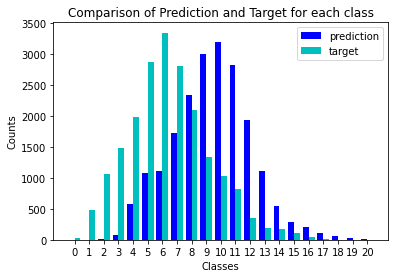 Comparison of Prediction and Target for each class
3500
3000
2500
2000
1500
1000
500
0
Counts
prediction
target
0 1 2 3 4 5 6 7 8 9 10 11 12 13 14 15 16 17 18 19 20
Classes